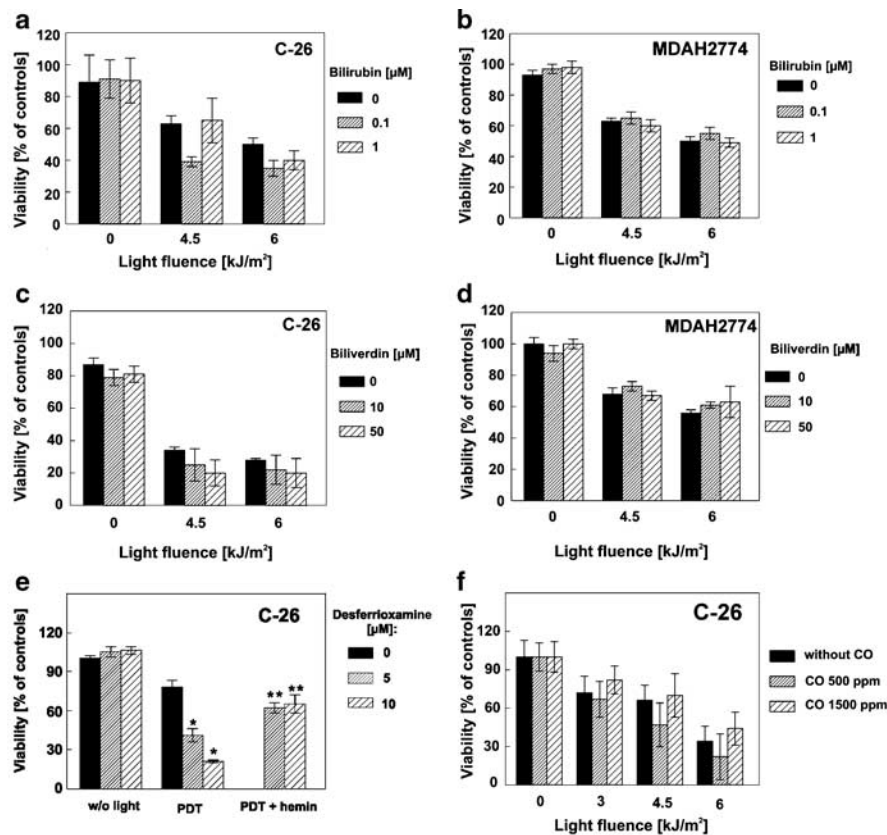 a
C-26
Viability [% of controls]
120
100
80
60
40
20
0
0
4.5
6
Light fluence [kJ/m²]
Bilirubin [µM]
0
0.1
1
b
MDAH2774
Viability [% of controls]
120
100
80
60
40
20
0
0
4.5
6
Light fluence [kJ/m²]
Bilirubin [µM]
0
0.1
1
c
C-26
Viability [% of controls]
120
100
80
60
40
20
0
0
4.5
6
Light fluence [kJ/m²]
Biliverdin [µM]
0
10
50
d
MDAH2774
Viability [% of controls]
120
100
80
60
40
20
0
0
4.5
6
Light fluence [kJ/m²]
Biliverdin [µM]
0
10
50
e
C-26
Viability [% of controls]
120
90
60
30
0
*
*
**
**
w/o light
PDT
PDT + hemin
Desferrioxamine
[µM]:
0
5
10
f
C-26
Viability [% of controls]
120
90
60
30
0
0
3
4.5
6
Light fluence [kJ/m²]
without CO
CO 500 ppm
CO 1500 ppm